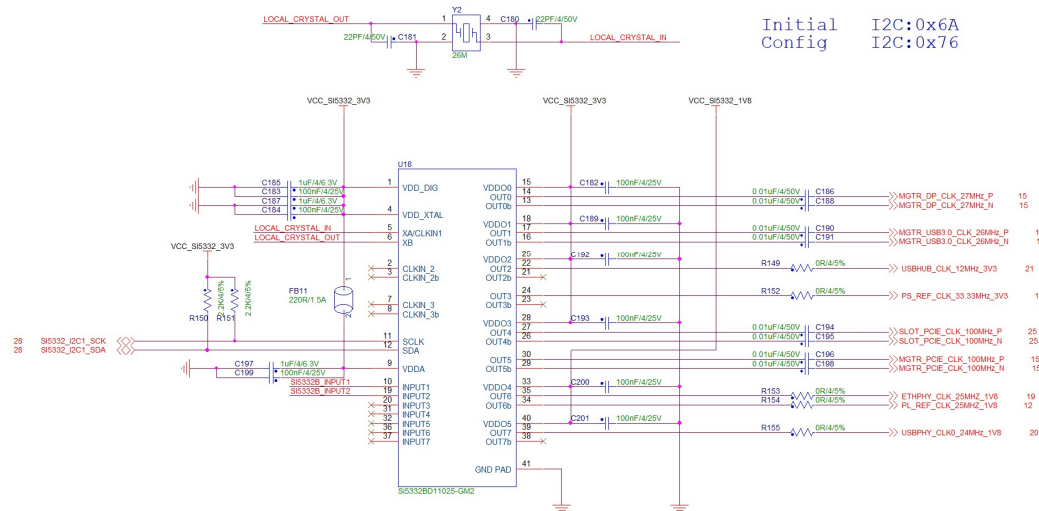 Y2
LOCAL_CRYSTAL_OUT 1 4 C180 22PF/4/50V
22PF/4/50V C181 2 3 LOCAL_CRYSTAL_IN
26M
Initial I2C:0x6A
Config I2C:0x76
VCC_SI5332_3V3 VCC_SI5332_3V3 VCC_SI5332_1V8
U18
C185 1uF/4/6.3V 1 VDD_DIG VDDO0 15 C182 100nF/4/25V
C183 100nF/4/25V OUT0 14 0.01uF/4/50V C186 MGTR_DP_CLK_27MHz_P 15
C187 1uF/4/6.3V OUT0b 13 0.01uF/4/50V C188 MGTR_DP_CLK_27MHz_N 15
C184 100nF/4/25V 4 VDD_XTAL
VDDO1 18 C189 100nF/4/25V
LOCAL_CRYSTAL_IN 5 XA/CLKIN1 OUT1 17 0.01uF/4/50V C190 MGTR_USB3.0_CLK_26MHz_P 1
LOCAL_CRYSTAL_OUT 6 XB OUT1b 16 0.01uF/4/50V C191 MGTR_USB3.0_CLK_26MHz_N 1
VCC_SI5332_3V3
VDDO2 25 C192 100nF/4/25V
2 CLKIN_2 OUT2 22 R149 0R/4/5% USBHUB_CLK_12MHz_3V3 21
3 CLKIN_2b OUT2b 21
1
2.2K/4/5% 2.2K/4/5% FB11 OUT3 24 R152 0R/4/5% PS_REF_CLK_33.33MHz_3V3 1
220R/1.5A 7 CLKIN_3 OUT3b 23
2
R150 R151 8 CLKIN_3b
VDDO3 28 C193 100nF/4/25V
OUT4 27 0.01uF/4/50V C194 SLOT_PCIE_CLK_100MHz_P 25
28 SI5332_I2C1_SCK 11 SCLK OUT4b 26 0.01uF/4/50V C195 SLOT_PCIE_CLK_100MHz_N 25
28 SI5332_I2C1_SDA 12 SDA
OUT5 30 0.01uF/4/50V C196 MGTR_PCIE_CLK_100MHz_P 15
C197 1uF/4/6.3V 9 VDDA OUT5b 29 0.01uF/4/50V C198 MGTR_PCIE_CLK_100MHz_N 15
C199 100nF/4/25V
SI5332B_INPUT1 10 INPUT1 VDDO4 33 C200 100nF/4/25V
SI5332B_INPUT2 19 INPUT2 OUT6 35 R153 0R/4/5% ETHPHY_CLK_25MHZ_1V8 19
20 INPUT3 OUT6b 34 R154 0R/4/5% PL_REF_CLK_25MHZ_1V8 12
31 INPUT4
32 INPUT5 VDDO5 40 C201 100nF/4/25V
36 INPUT6 OUT7 39 R155 0R/4/5% USBPHY_CLK0_24MHz_1V8 20
37 INPUT7 OUT7b 38
GND PAD 41
Si5332BD11025-GM2